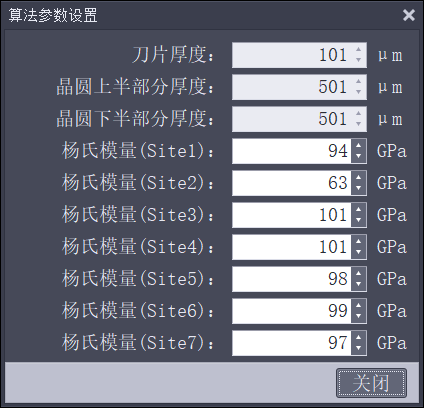 算法参数设置
刀片厚度: 101 μm
晶圆上半部分厚度: 501 μm
晶圆下半部分厚度: 501 μm
杨氏模量(Site1): 94 GPa
杨氏模量(Site2): 63 GPa
杨氏模量(Site3): 101 GPa
杨氏模量(Site4): 101 GPa
杨氏模量(Site5): 98 GPa
杨氏模量(Site6): 99 GPa
杨氏模量(Site7): 97 GPa
关闭